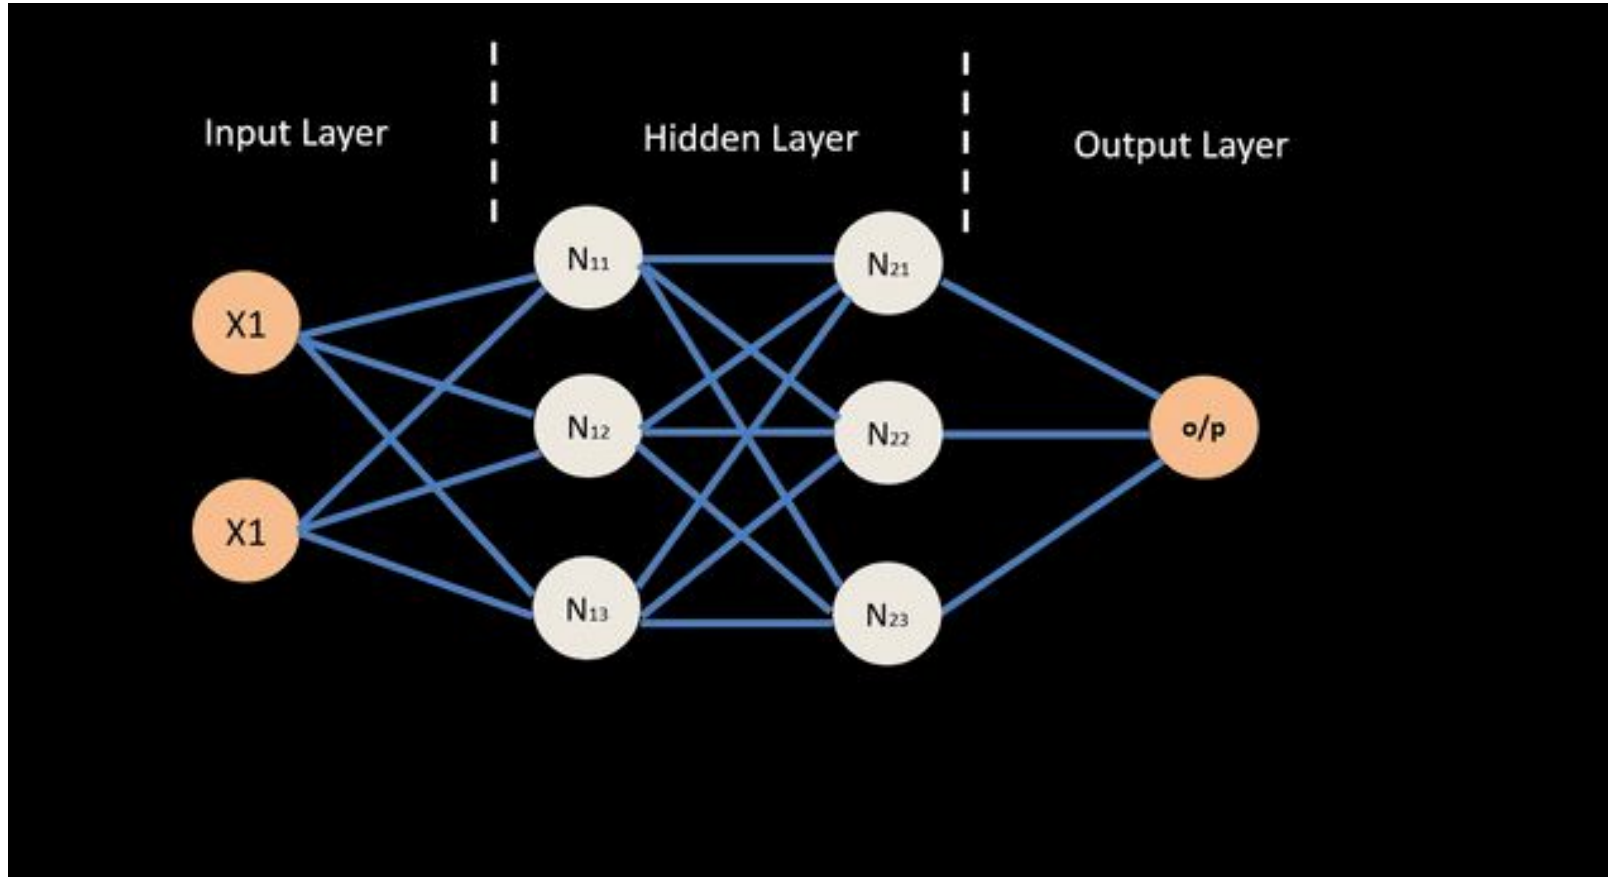 Input Layer
Hidden Layer
Output Layer
N₁₁
N₂₁
X1
N₁₂
N₂₂
o/p
X1
N₁₃
N₂₃